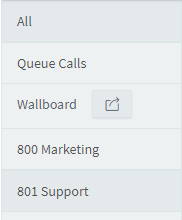 All
Queue Calls
Wallboard
800 Marketing
801 Support